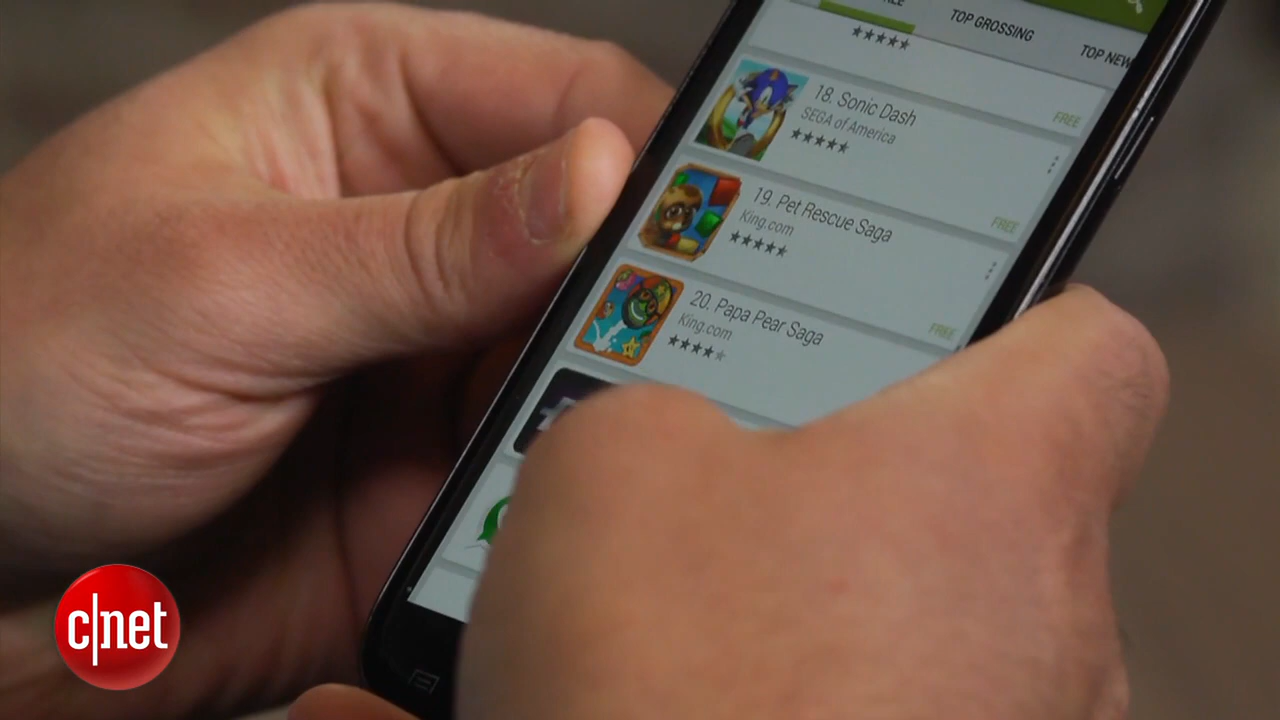 TOP GROSSING
TOP NEW
18. Sonic Dash
SEGA of America
FREE
19. Pet Rescue Saga
King.com
FREE
20. Papa Pear Saga
King.com
FREE
c|net